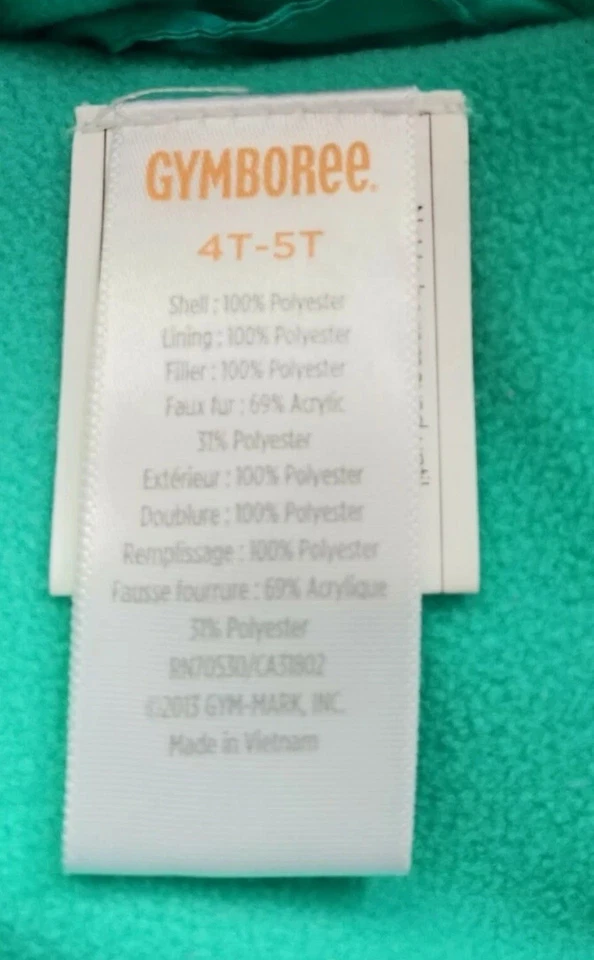 GYMBOREE.
4T-5T
Shell : 100% Polyester
Lining : 100% Polyester
Filler : 100% Polyester
Faux fur : 69% Acrylic
31% Polyester
Extérieur : 100% Polyester
Doublure : 100% Polyester
Remplissage : 100% Polyester
Fausse fourrure : 69% Acrylique
31% Polyester
RN70530/CA31802
©2013 GYM-MARK, INC.
Made in Vietnam